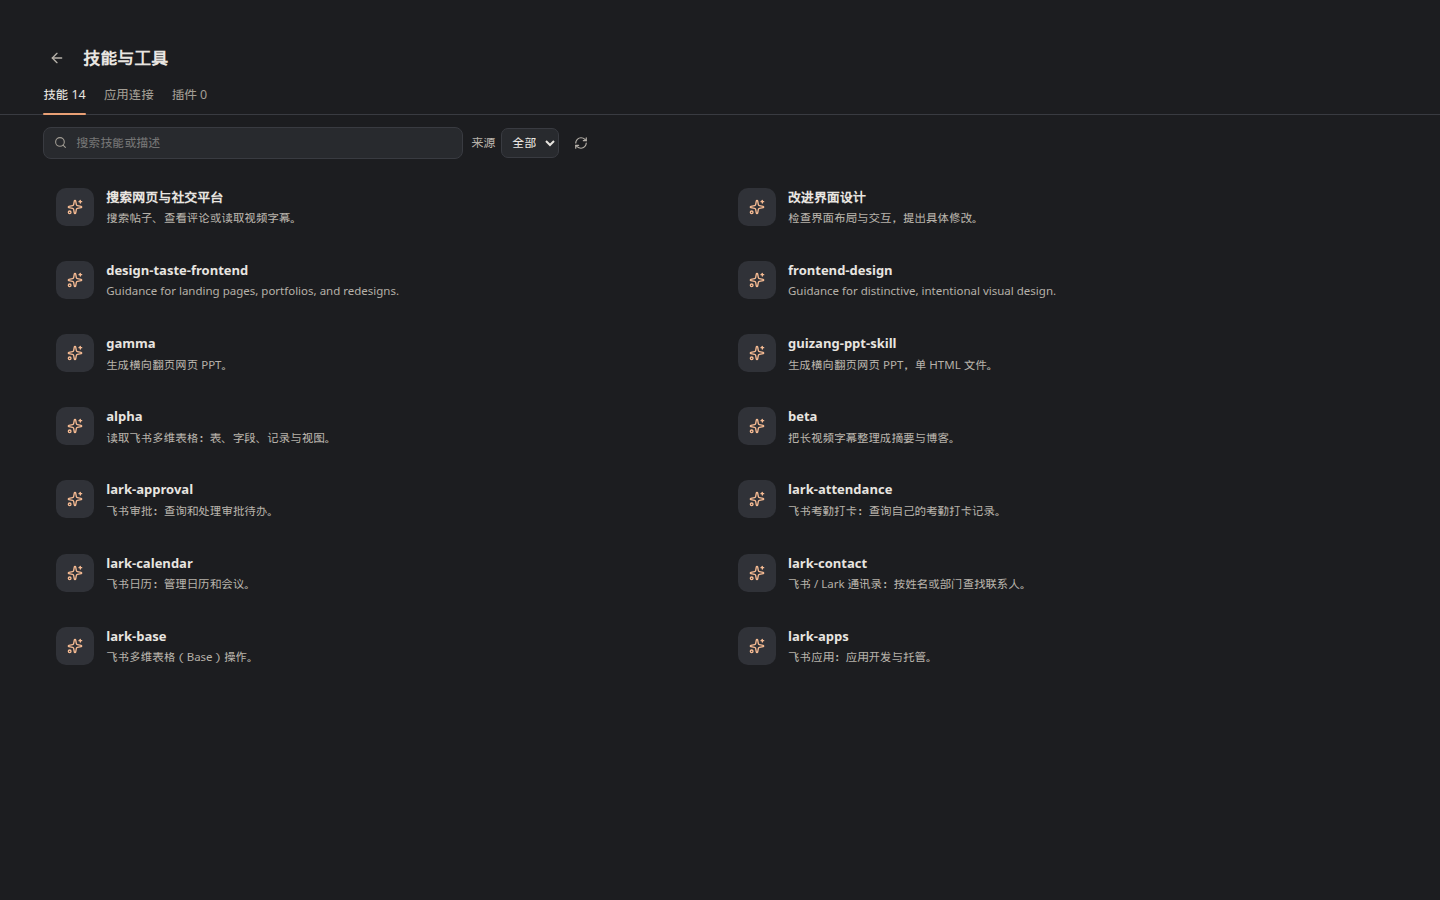 技能与工具
技能 14 应用连接 插件 0
搜索技能或描述 来源 全部
搜索网页与社交平台
搜索帖子、查看评论或读取视频字幕。
改进界面设计
检查界面布局与交互，提出具体修改。
design-taste-frontend
Guidance for landing pages, portfolios, and redesigns.
frontend-design
Guidance for distinctive, intentional visual design.
gamma
生成横向翻页网页 PPT。
guizang-ppt-skill
生成横向翻页网页 PPT，单 HTML 文件。
alpha
读取飞书多维表格：表、字段、记录与视图。
beta
把长视频字幕整理成摘要与博客。
lark-approval
飞书审批：查询和处理审批待办。
lark-attendance
飞书考勤打卡：查询自己的考勤打卡记录。
lark-calendar
飞书日历：管理日历和会议。
lark-contact
飞书 / Lark 通讯录：按姓名或部门查找联系人。
lark-base
飞书多维表格（Base）操作。
lark-apps
飞书应用：应用开发与托管。